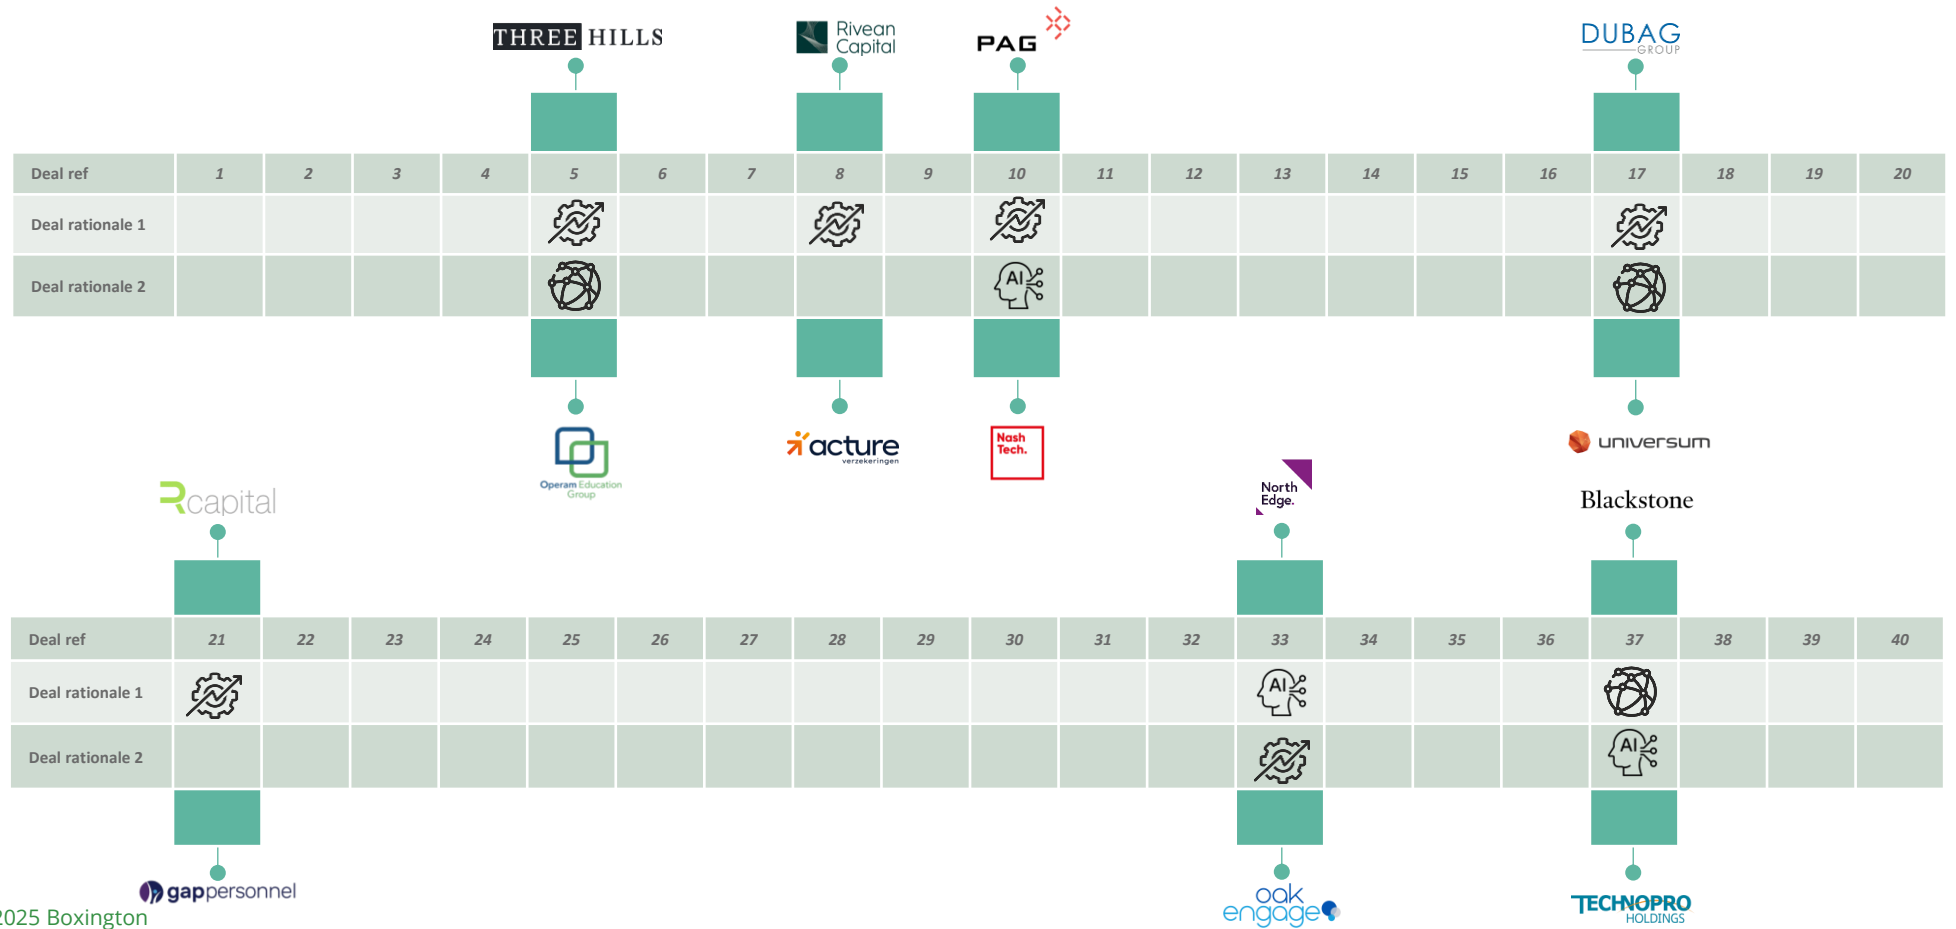 THREE HILLS
Rivean
Capital
PAG
DUBAG
GROUP
Deal ref 1 2 3 4 5 6 7 8 9 10 11 12 13 14 15 16 17 18 19 20
Deal rationale 1
Deal rationale 2
AI
Operam Education
Group
acture
verzekeringen
Nash
Tech.
universum
Rcapital
North
Edge.
Blackstone
Deal ref 21 22 23 24 25 26 27 28 29 30 31 32 33 34 35 36 37 38 39 40
Deal rationale 1
AI
Deal rationale 2
AI
gappersonnel
oak
engage
TECHNOPRO
HOLDINGS
2025 Boxington